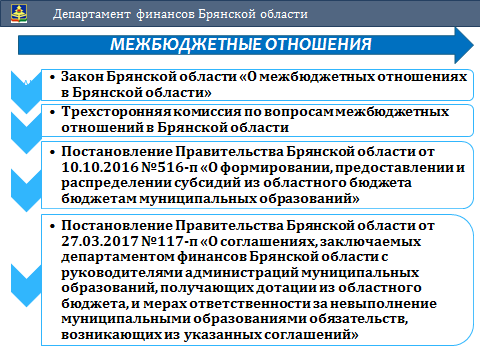 Департамент финансов Брянской области
МЕЖБЮДЖЕТНЫЕ ОТНОШЕНИЯ
• Закон Брянской области «О межбюджетных отношениях
в Брянской области»
• Трехсторонняя комиссия по вопросам межбюджетных
отношений в Брянской области
• Постановление Правительства Брянской области от
10.10.2016 №516-п «О формировании, предоставлении и
распределении субсидий из областного бюджета
бюджетам муниципальных образований»
• Постановление Правительства Брянской области от
27.03.2017 №117-п «О соглашениях, заключаемых
департаментом финансов Брянской области с
руководителями администраций муниципальных
образований, получающих дотации из областного
бюджета, и мерах ответственности за невыполнение
муниципальными образованиями обязательств,
возникающих из указанных соглашений»